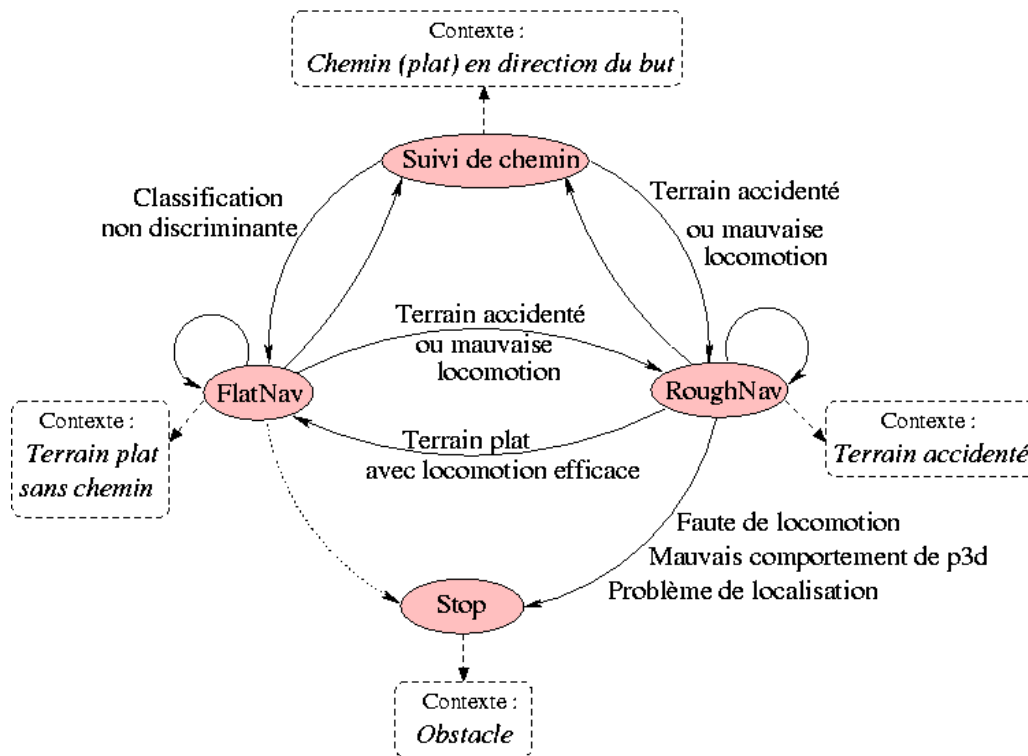 Contexte :
Chemin (plat) en direction du but
Suivi de chemin
Classification
non discriminante
Terrain accidenté
ou mauvaise
locomotion
Terrain accidenté
ou mauvaise
locomotion
FlatNav
RoughNav
Contexte :
Terrain plat
sans chemin
Terrain plat
avec locomotion efficace
Contexte :
Terrain accidenté
Faute de locomotion
Mauvais comportement de p3d
Problème de localisation
Stop
Contexte :
Obstacle